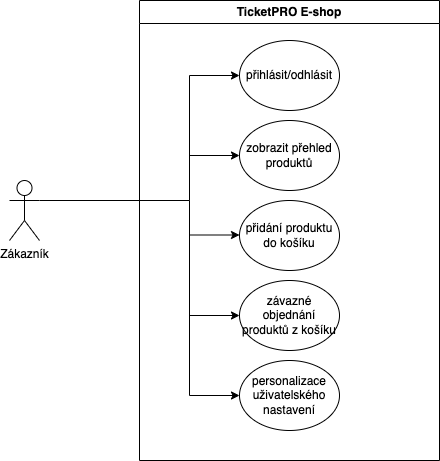 TicketPRO E-shop
přihlásit/odhlásit
zobrazit přehled
produktů
přidání produktu
do košíku
závazné
objednání
produktů z košíku
personalizace
uživatelského
nastavení
Zákazník